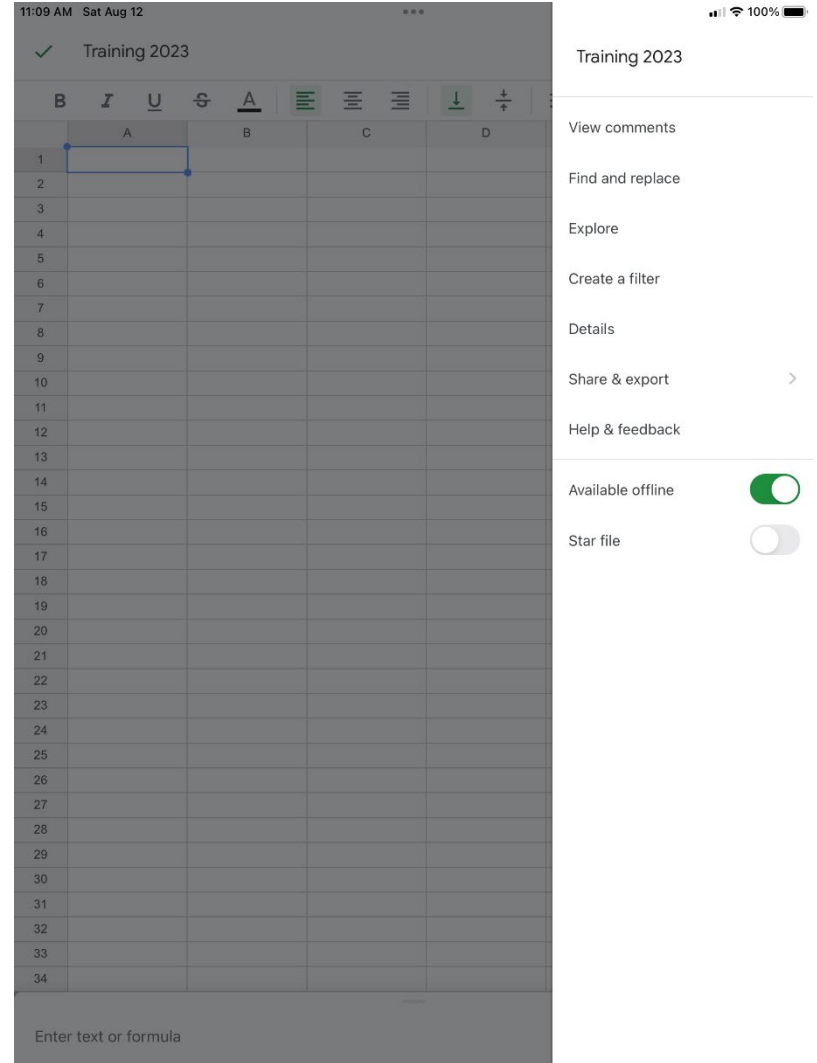 11:09 AM Sat Aug 12 100%
Training 2023
Training 2023
B I U S A
A B C D
1
2
3
4
5
6
7
8
9
10
11
12
13
14
15
16
17
18
19
20
21
22
23
24
25
26
27
28
29
30
31
32
33
34
Enter text or formula
View comments
Find and replace
Explore
Create a filter
Details
Share & export
Help & feedback
Available offline
Star file